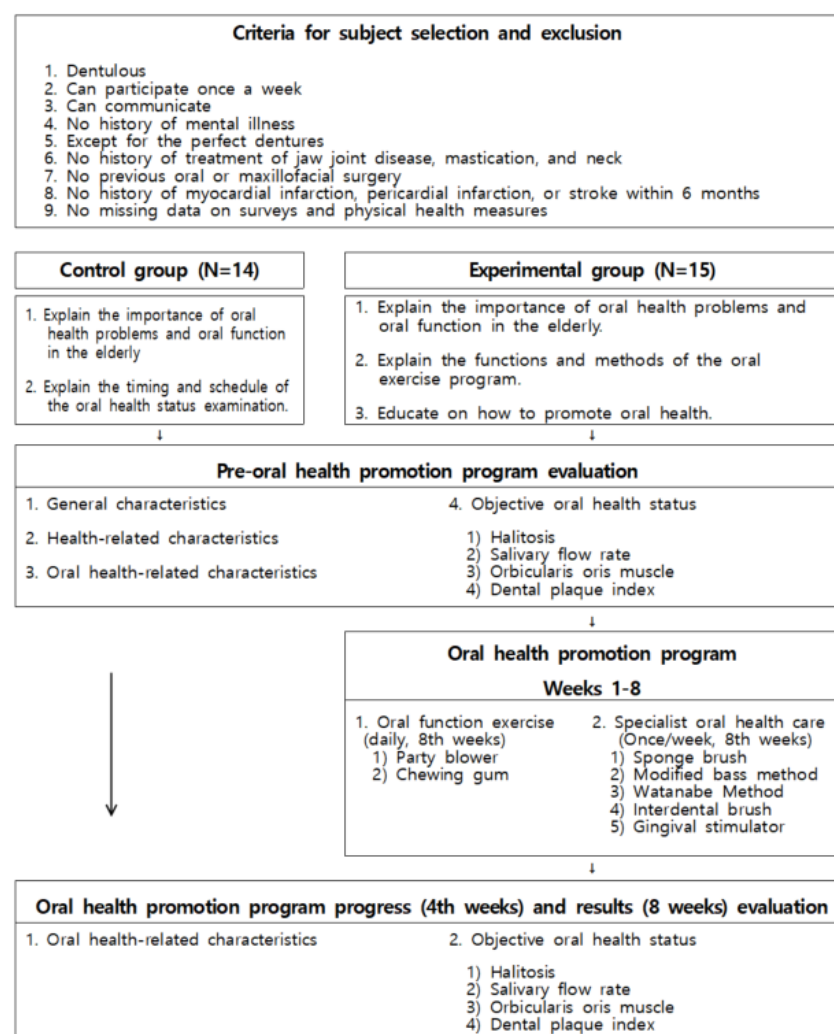 Criteria for subject selection and exclusion
1. Dentulous
2. Can participate once a week
3. Can communicate
4. No history of mental illness
5. Except for the perfect dentures
6. No history of treatment of jaw joint disease, mastication, and neck
7. No previous oral or maxillofacial surgery
8. No history of myocardial infarction, pericardial infarction, or stroke within 6 months
9. No missing data on surveys and physical health measures
Control group (N=14)
1. Explain the importance of oral
health problems and oral function
in the elderly
2. Explain the timing and schedule of
the oral health status examination.
Experimental group (N=15)
1. Explain the importance of oral health problems and
oral function in the elderly.
2. Explain the functions and methods of the oral
exercise program.
3. Educate on how to promote oral health.
↓
↓
Pre-oral health promotion program evaluation
1. General characteristics
2. Health-related characteristics
3. Oral health-related characteristics
4. Objective oral health status
1) Halitosis
2) Salivary flow rate
3) Orbicularis oris muscle
4) Dental plaque index
↓
Oral health promotion program
Weeks 1-8
1. Oral function exercise
(daily, 8th weeks)
1) Party blower
2) Chewing gum
2. Specialist oral health care
(Once/week, 8th weeks)
1) Sponge brush
2) Modified bass method
3) Watanabe Method
4) Interdental brush
5) Gingival stimulator
↓
Oral health promotion program progress (4th weeks) and results (8 weeks) evaluation
1. Oral health-related characteristics
2. Objective oral health status
1) Halitosis
2) Salivary flow rate
3) Orbicularis oris muscle
4) Dental plaque index